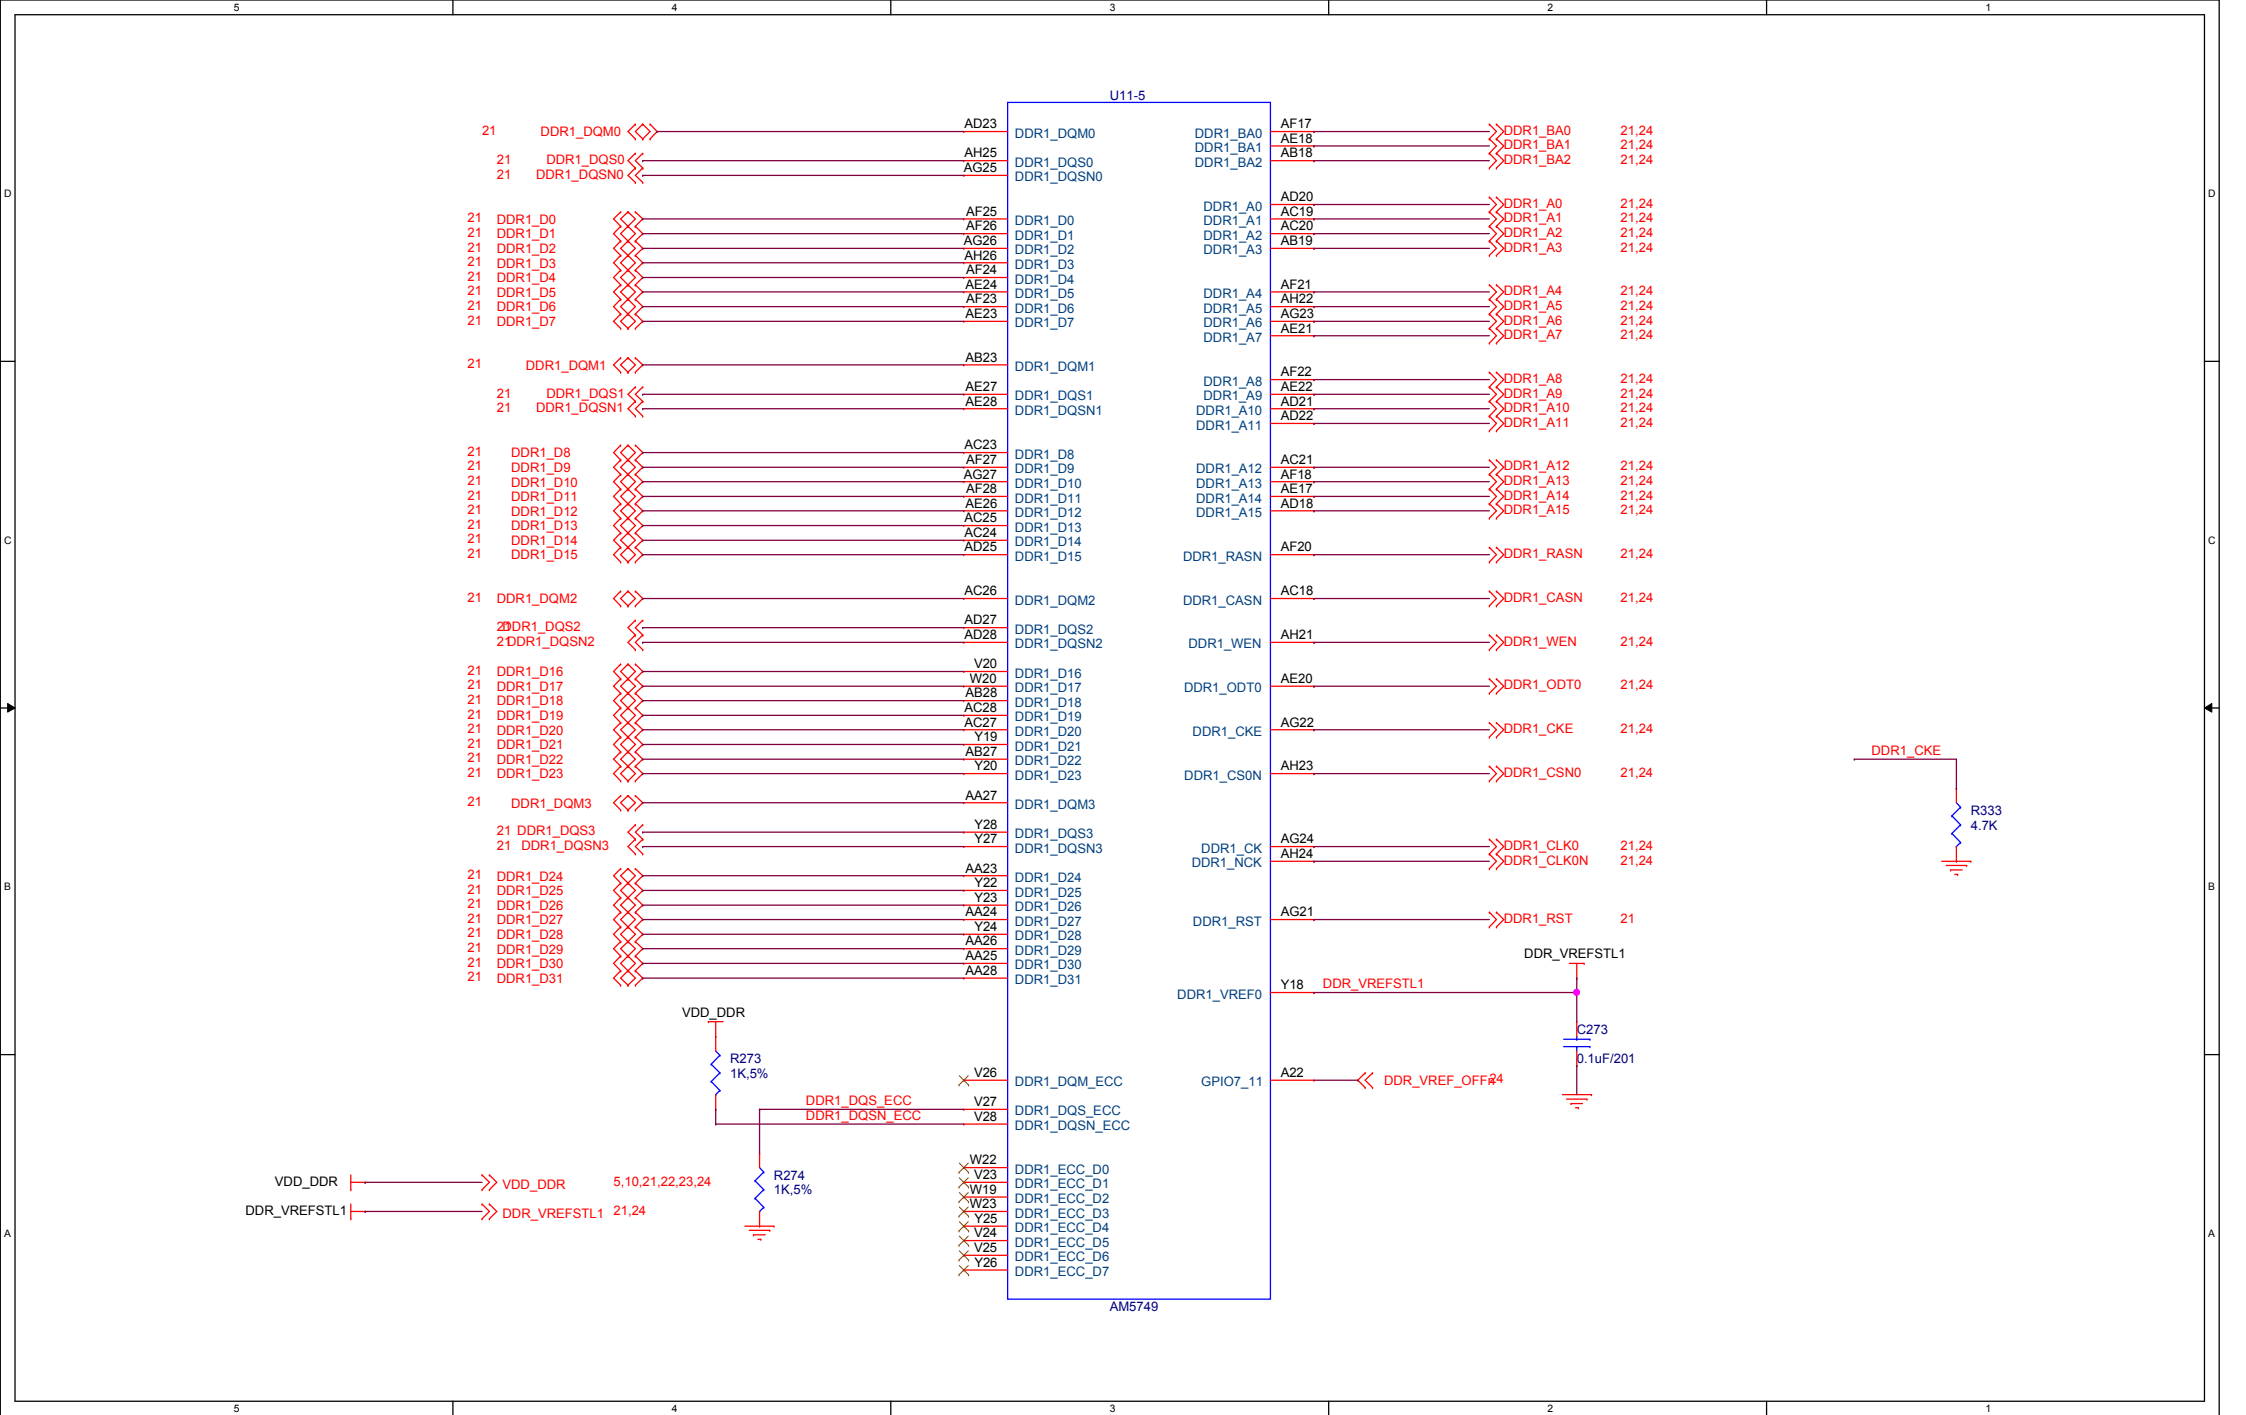 5 4 3 2 1
U11-5
21 DDR1_DQM0 AD23 DDR1_DQM0
21 DDR1_DQS0 AH25 DDR1_DQS0
21 DDR1_DQSN0 AG25 DDR1_DQSN0
21 DDR1_D0 AF25 DDR1_D0
21 DDR1_D1 AF26 DDR1_D1
21 DDR1_D2 AG26 DDR1_D2
21 DDR1_D3 AH26 DDR1_D3
21 DDR1_D4 AF24 DDR1_D4
21 DDR1_D5 AE24 DDR1_D5
21 DDR1_D6 AF23 DDR1_D6
21 DDR1_D7 AE23 DDR1_D7
21 DDR1_DQM1 AB23 DDR1_DQM1
21 DDR1_DQS1 AE27 DDR1_DQS1
21 DDR1_DQSN1 AE28 DDR1_DQSN1
21 DDR1_D8 AC23 DDR1_D8
21 DDR1_D9 AF27 DDR1_D9
21 DDR1_D10 AG27 DDR1_D10
21 DDR1_D11 AF28 DDR1_D11
21 DDR1_D12 AE26 DDR1_D12
21 DDR1_D13 AC25 DDR1_D13
21 DDR1_D14 AC24 DDR1_D14
21 DDR1_D15 AD25 DDR1_D15
21 DDR1_DQM2 AC26 DDR1_DQM2
21 DDR1_DQS2 AD27 DDR1_DQS2
21 DDR1_DQSN2 AD28 DDR1_DQSN2
21 DDR1_D16 V20 DDR1_D16
21 DDR1_D17 W20 DDR1_D17
21 DDR1_D18 AB28 DDR1_D18
21 DDR1_D19 AC28 DDR1_D19
21 DDR1_D20 AC27 DDR1_D20
21 DDR1_D21 Y19 DDR1_D21
21 DDR1_D22 AB27 DDR1_D22
21 DDR1_D23 Y20 DDR1_D23
21 DDR1_DQM3 AA27 DDR1_DQM3
21 DDR1_DQS3 Y28 DDR1_DQS3
21 DDR1_DQSN3 Y27 DDR1_DQSN3
21 DDR1_D24 AA23 DDR1_D24
21 DDR1_D25 Y22 DDR1_D25
21 DDR1_D26 Y23 DDR1_D26
21 DDR1_D27 AA24 DDR1_D27
21 DDR1_D28 Y24 DDR1_D28
21 DDR1_D29 AA26 DDR1_D29
21 DDR1_D30 AA25 DDR1_D30
21 DDR1_D31 AA28 DDR1_D31
VDD_DDR
R273
1K,5%
V26 DDR1_DQM_ECC
DDR1_DQS_ECC V27 DDR1_DQS_ECC
DDR1_DQSN_ECC V28 DDR1_DQSN_ECC
R274
1K,5%
W22 DDR1_ECC_D0
V23 DDR1_ECC_D1
W19 DDR1_ECC_D2
W23 DDR1_ECC_D3
Y25 DDR1_ECC_D4
V24 DDR1_ECC_D5
V25 DDR1_ECC_D6
Y26 DDR1_ECC_D7
VDD_DDR VDD_DDR 5,10,21,22,23,24
DDR_VREFSTL1 DDR_VREFSTL1 21,24
DDR1_BA0 AF17 DDR1_BA0 21,24
DDR1_BA1 AE18 DDR1_BA1 21,24
DDR1_BA2 AB18 DDR1_BA2 21,24
DDR1_A0 AD20 DDR1_A0 21,24
DDR1_A1 AC19 DDR1_A1 21,24
DDR1_A2 AC20 DDR1_A2 21,24
DDR1_A3 AB19 DDR1_A3 21,24
DDR1_A4 AF21 DDR1_A4 21,24
DDR1_A5 AH22 DDR1_A5 21,24
DDR1_A6 AG23 DDR1_A6 21,24
DDR1_A7 AE21 DDR1_A7 21,24
DDR1_A8 AF22 DDR1_A8 21,24
DDR1_A9 AE22 DDR1_A9 21,24
DDR1_A10 AD21 DDR1_A10 21,24
DDR1_A11 AD22 DDR1_A11 21,24
DDR1_A12 AC21 DDR1_A12 21,24
DDR1_A13 AF18 DDR1_A13 21,24
DDR1_A14 AE17 DDR1_A14 21,24
DDR1_A15 AD18 DDR1_A15 21,24
DDR1_RASN AF20 DDR1_RASN 21,24
DDR1_CASN AC18 DDR1_CASN 21,24
DDR1_WEN AH21 DDR1_WEN 21,24
DDR1_ODT0 AE20 DDR1_ODT0 21,24
DDR1_CKE AG22 DDR1_CKE 21,24
DDR1_CS0N AH23 DDR1_CSN0 21,24
DDR1_CK AG24 DDR1_CLK0 21,24
DDR1_NCK AH24 DDR1_CLK0N 21,24
DDR1_RST AG21 DDR1_RST 21
DDR_VREFSTL1
DDR1_VREF0 Y18 DDR_VREFSTL1
C273
0.1uF/201
GPIO7_11 A22 DDR_VREF_OFFn 24
DDR1_CKE
R333
4.7K
AM5749
D D
C C
B B
A A
5 4 3 2 1